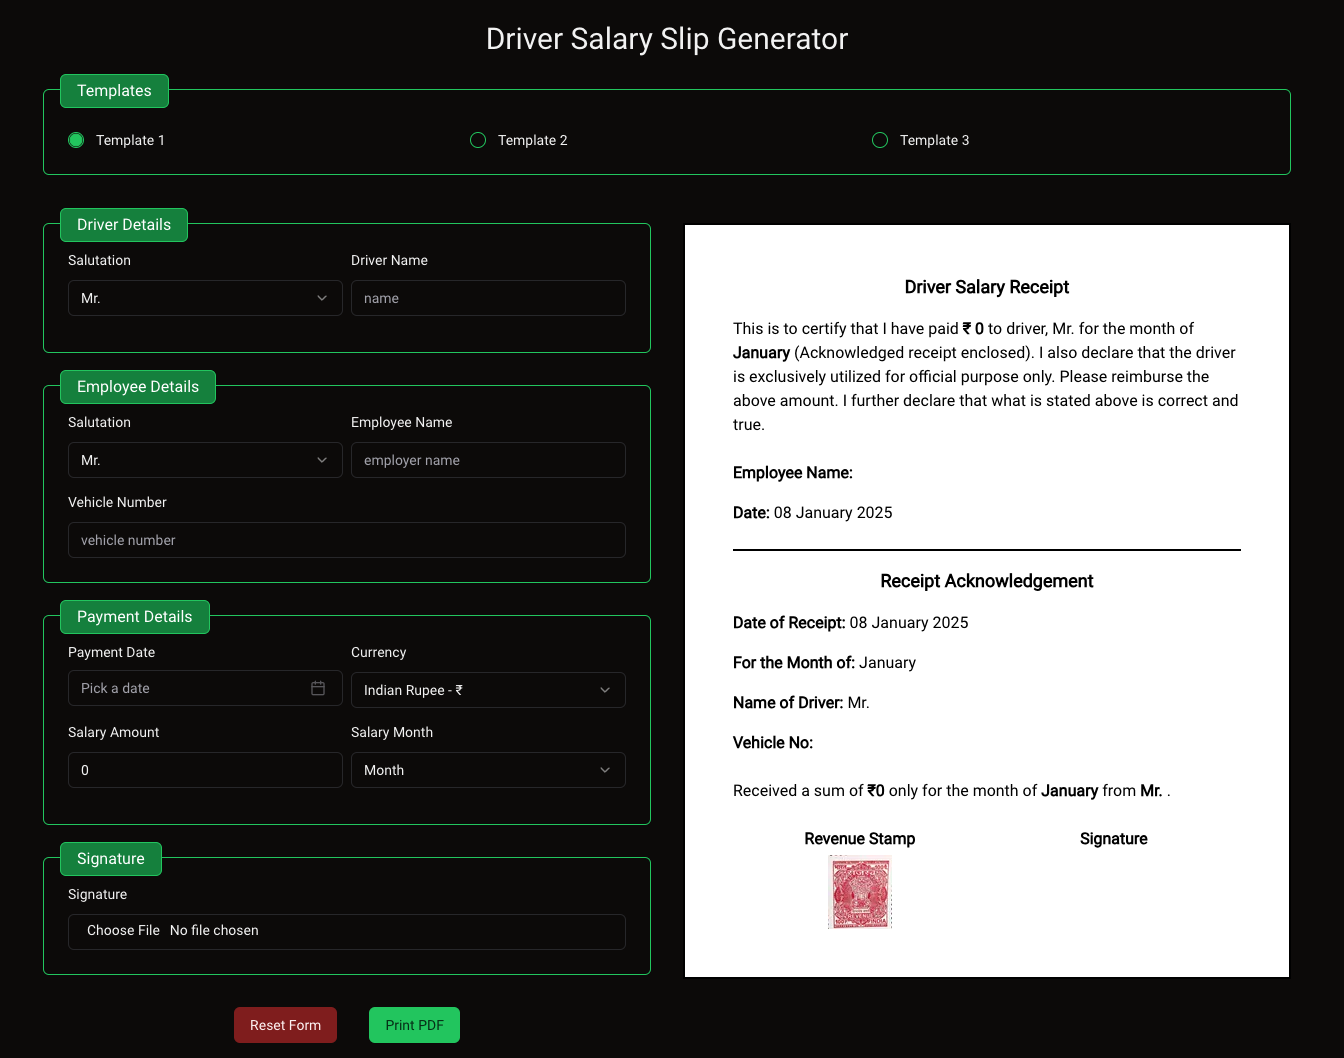 Driver Salary Slip Generator
Templates
Template 1
Template 2
Template 3
Driver Details
Salutation
Driver Name
Mr.
name
Employee Details
Salutation
Employee Name
Mr.
employer name
Vehicle Number
vehicle number
Payment Details
Payment Date
Currency
Pick a date
Indian Rupee - ₹
Salary Amount
Salary Month
0
Month
Signature
Signature
Choose File No file chosen
Reset Form
Print PDF
Driver Salary Receipt
This is to certify that I have paid ₹ 0 to driver, Mr. for the month of
January (Acknowledged receipt enclosed). I also declare that the driver
is exclusively utilized for official purpose only. Please reimburse the
above amount. I further declare that what is stated above is correct and
true.
Employee Name:
Date: 08 January 2025
Receipt Acknowledgement
Date of Receipt: 08 January 2025
For the Month of: January
Name of Driver: Mr.
Vehicle No:
Received a sum of ₹0 only for the month of January from Mr. .
Revenue Stamp
Signature
REVENUE
INDIA